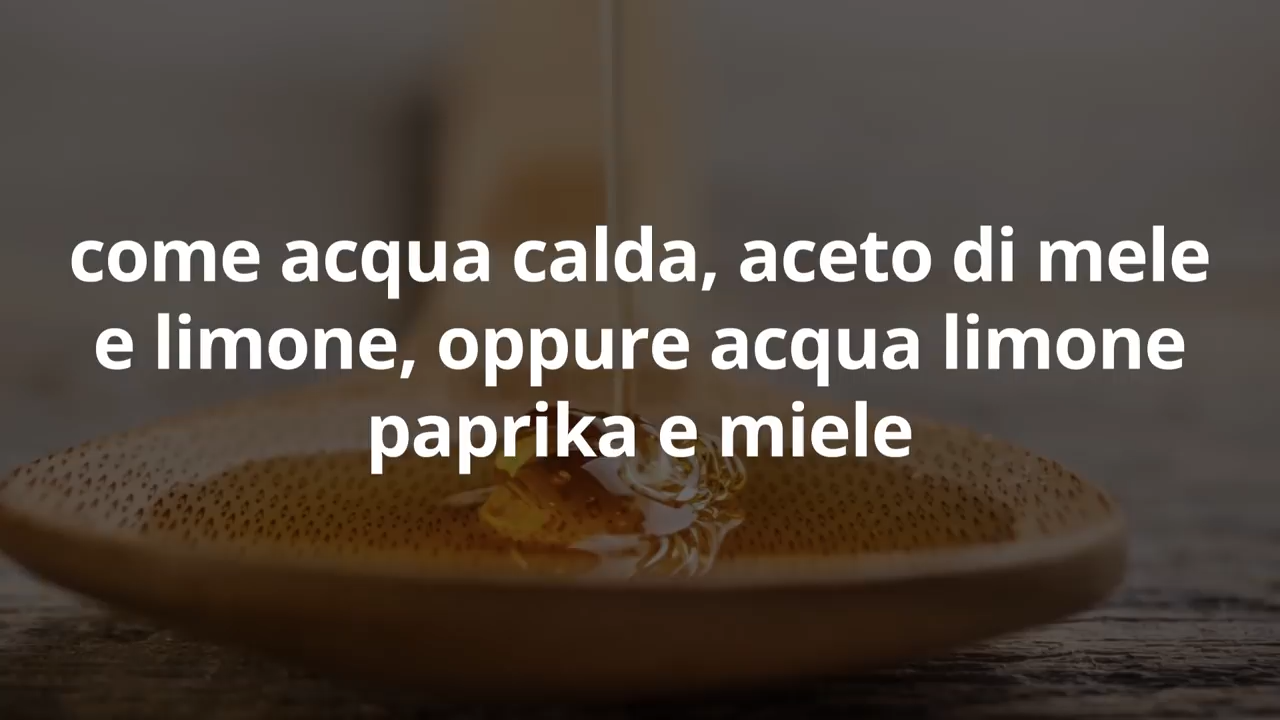 come acqua calda, aceto di mele
e limone, oppure acqua limone
paprika e miele